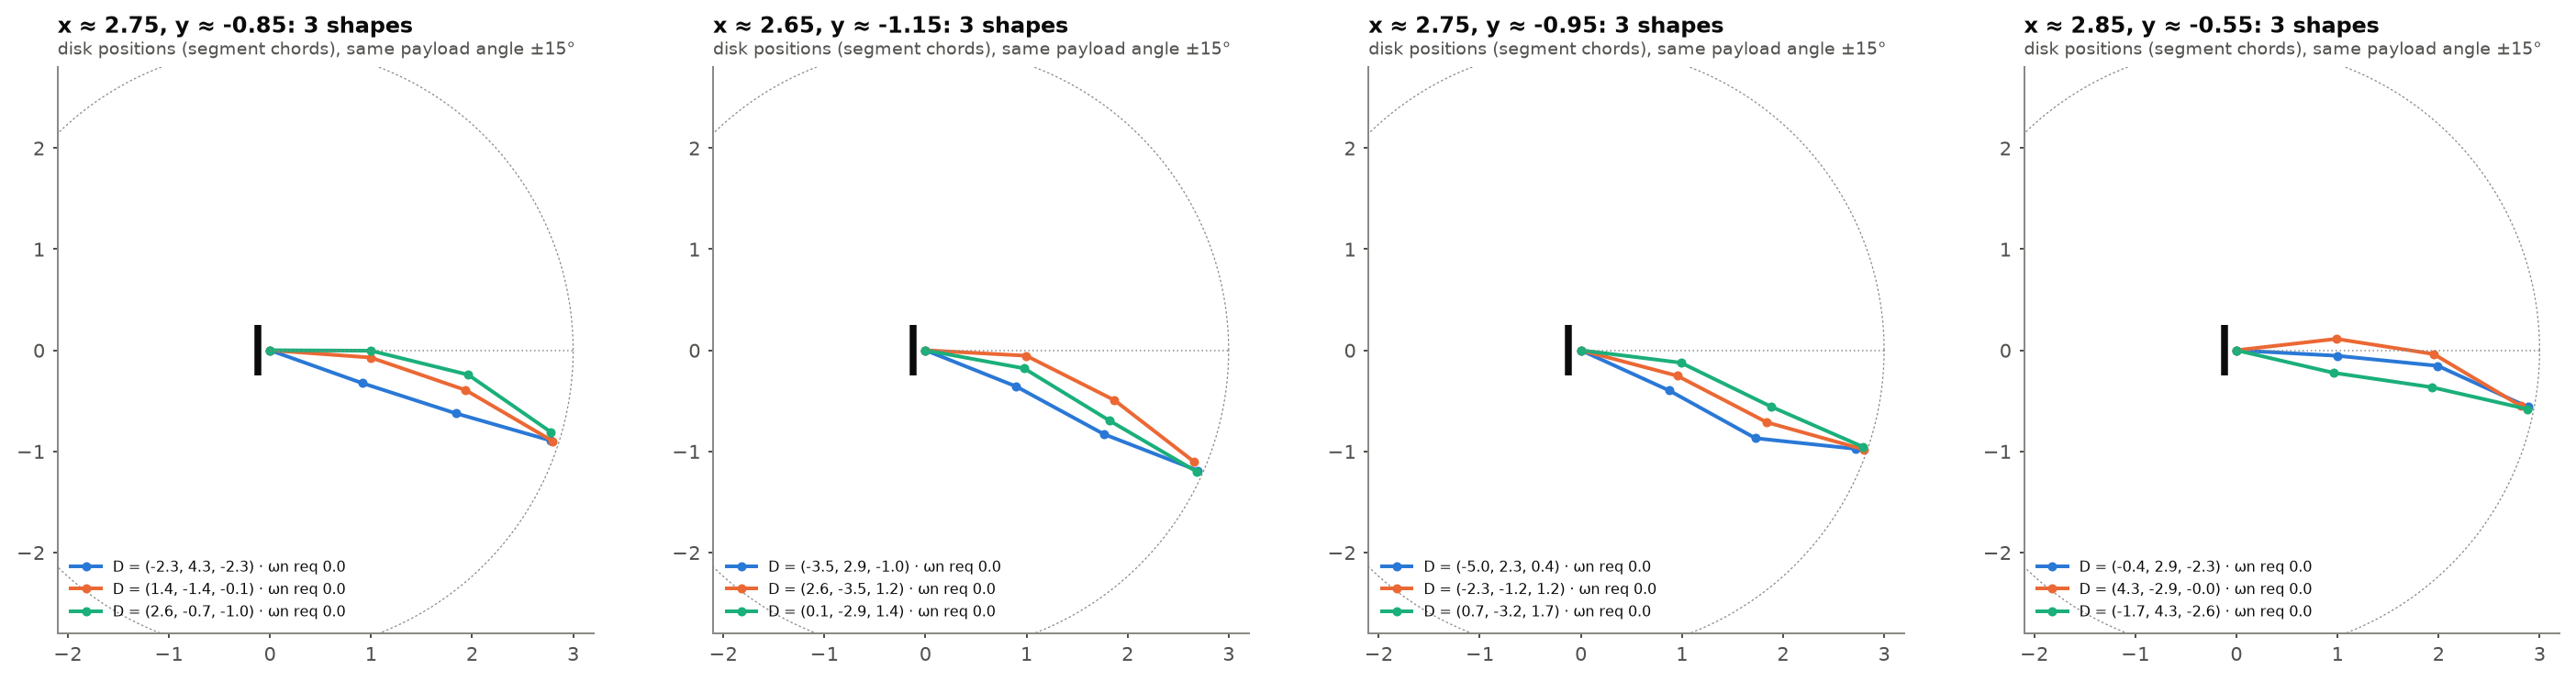 x ≈ 2.75, y ≈ -0.85: 3 shapes
disk positions (segment chords), same payload angle ±15°
2
1
0
−1
−2
D = (-2.3, 4.3, -2.3) · ωn req 0.0
D = (1.4, -1.4, -0.1) · ωn req 0.0
D = (2.6, -0.7, -1.0) · ωn req 0.0
−2 −1 0 1 2 3
x ≈ 2.65, y ≈ -1.15: 3 shapes
disk positions (segment chords), same payload angle ±15°
2
1
0
−1
−2
D = (-3.5, 2.9, -1.0) · ωn req 0.0
D = (2.6, -3.5, 1.2) · ωn req 0.0
D = (0.1, -2.9, 1.4) · ωn req 0.0
−2 −1 0 1 2 3
x ≈ 2.75, y ≈ -0.95: 3 shapes
disk positions (segment chords), same payload angle ±15°
2
1
0
−1
−2
D = (-5.0, 2.3, 0.4) · ωn req 0.0
D = (-2.3, -1.2, 1.2) · ωn req 0.0
D = (0.7, -3.2, 1.7) · ωn req 0.0
−2 −1 0 1 2 3
x ≈ 2.85, y ≈ -0.55: 3 shapes
disk positions (segment chords), same payload angle ±15°
2
1
0
−1
−2
D = (-0.4, 2.9, -2.3) · ωn req 0.0
D = (4.3, -2.9, -0.0) · ωn req 0.0
D = (-1.7, 4.3, -2.6) · ωn req 0.0
−2 −1 0 1 2 3